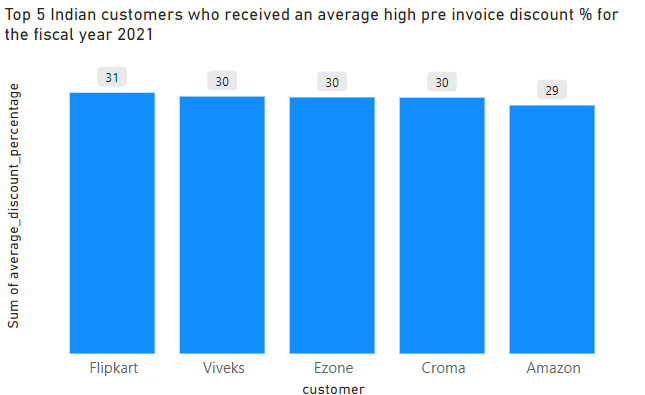 Top 5 Indian customers who received an average high pre invoice discount % for
the fiscal year 2021
Sum of average_discount_percentage
31
30
30
30
29
Flipkart
Viveks
Ezone
Croma
Amazon
customer